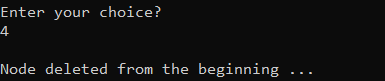 Enter your choice?
4
Node deleted from the beginning ...